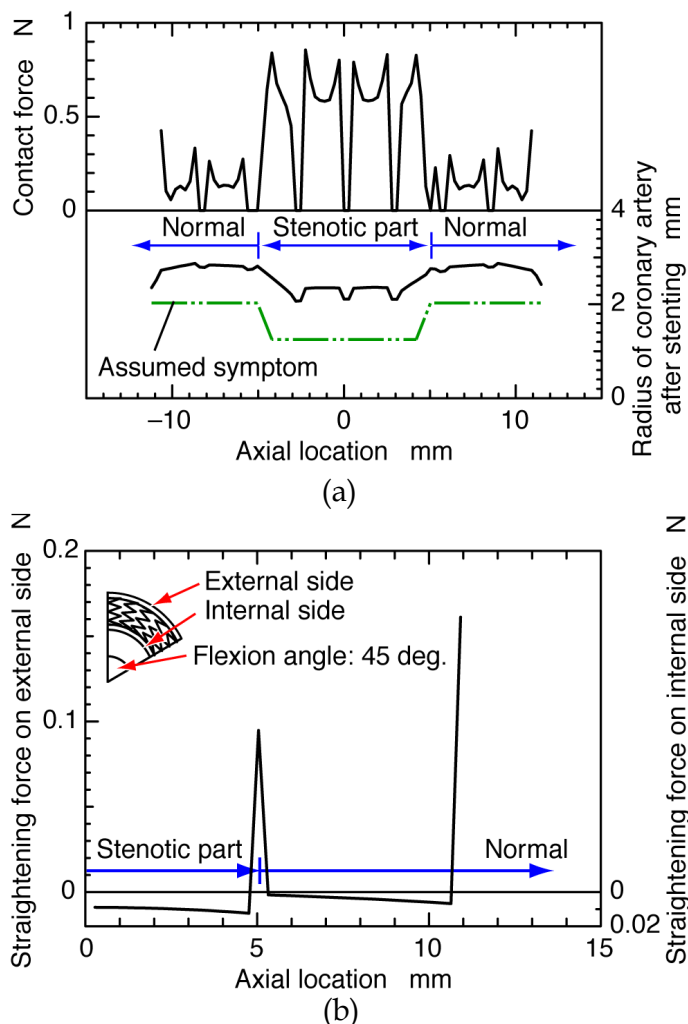 Contact force N
1
0.5
0
Normal
Stenotic part
Normal
4
3
2
1
0
Radius of coronary artery
after stenting mm
Assumed symptom
−10
0
10
Axial location mm
(a)
Straightening force on external side N
0.2
0.1
0
External side
Internal side
Flexion angle: 45 deg.
Stenotic part
Normal
0
0.02
Straightening force on internal side N
0
5
10
15
Axial location mm
(b)